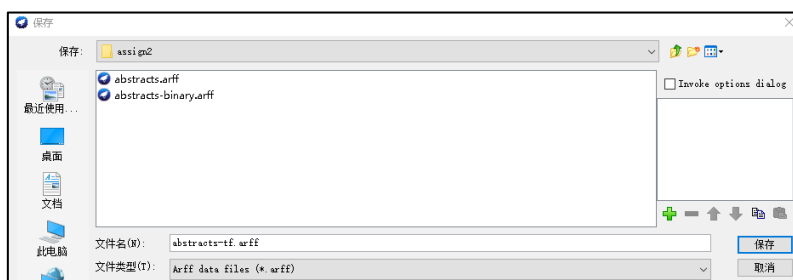 保存
保存:
assign2
abstracts.arff
abstracts-binary.arff
Invoke options dialog
最近使用...
桌面
文档
此电脑
文件名(N):
abstracts-tf.arff
保存
文件类型(T):
Arff data files (*.arff)
取消